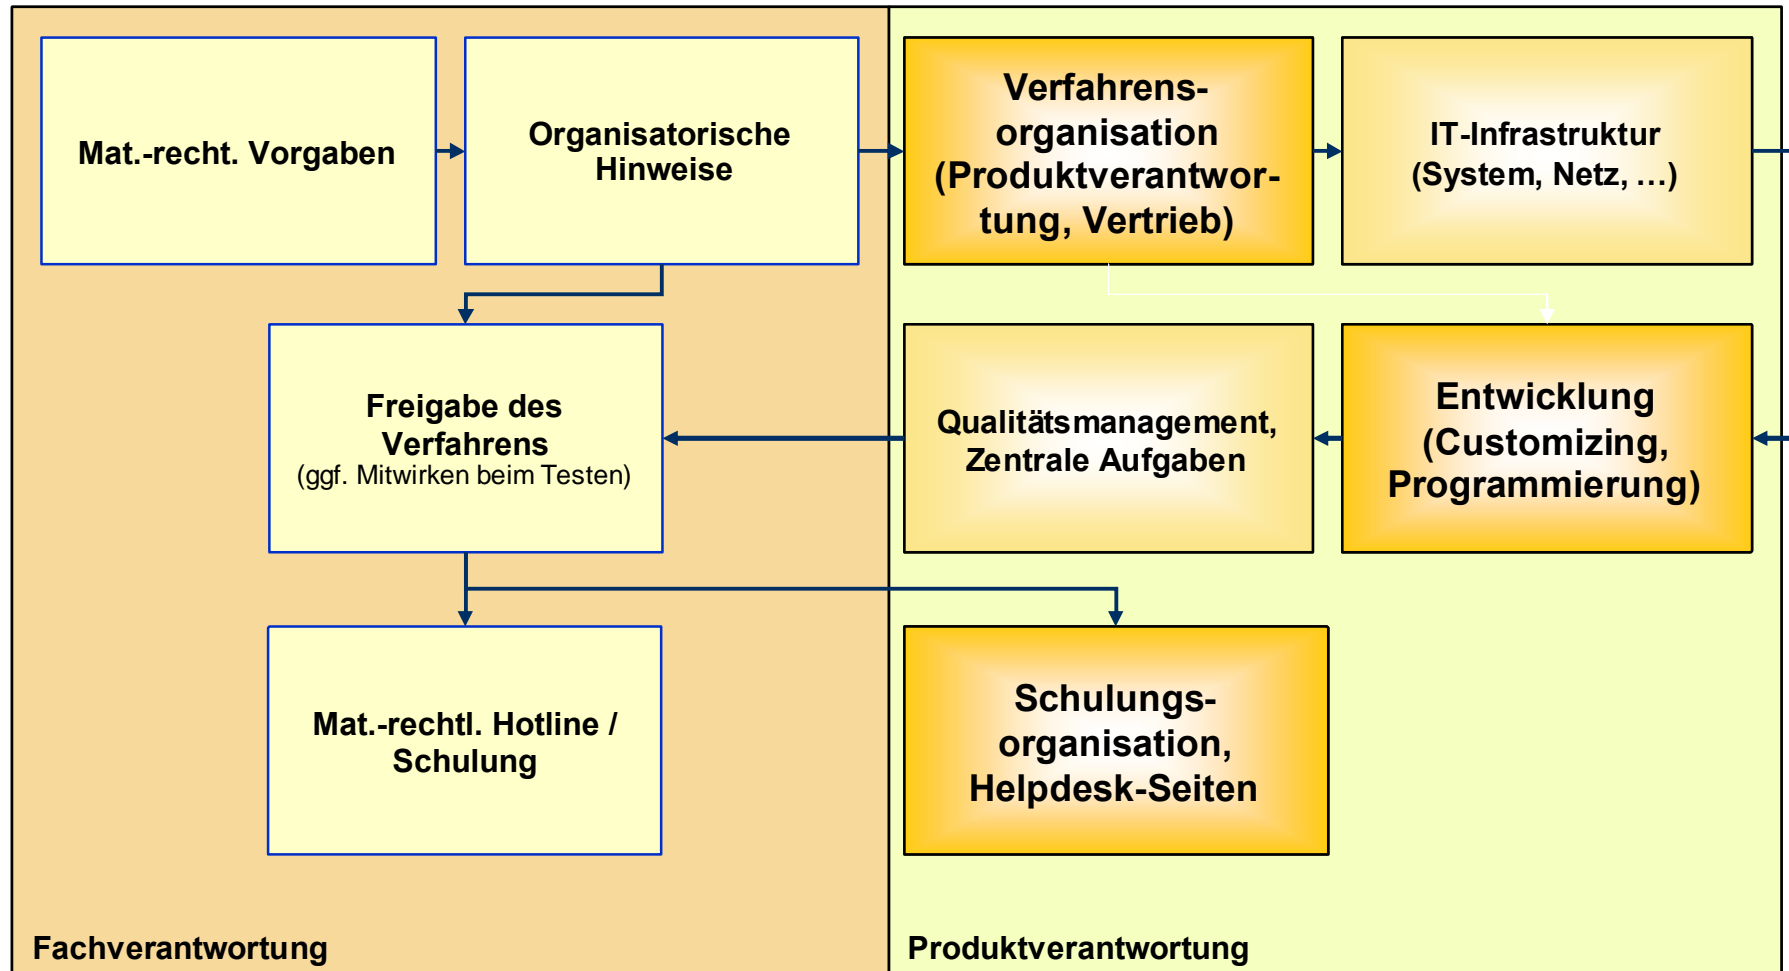 Mat.-recht. Vorgaben
Organisatorische
Hinweise
Verfahrens-
organisation
(Produktverantwor-
tung, Vertrieb)
IT-Infrastruktur
(System, Netz, …)
Freigabe des
Verfahrens
(ggf. Mitwirken beim Testen)
Qualitätsmanagement,
Zentrale Aufgaben
Entwicklung
(Customizing,
Programmierung)
Mat.-rechtl. Hotline /
Schulung
Schulungs-
organisation,
Helpdesk-Seiten
Fachverantwortung
Produktverantwortung